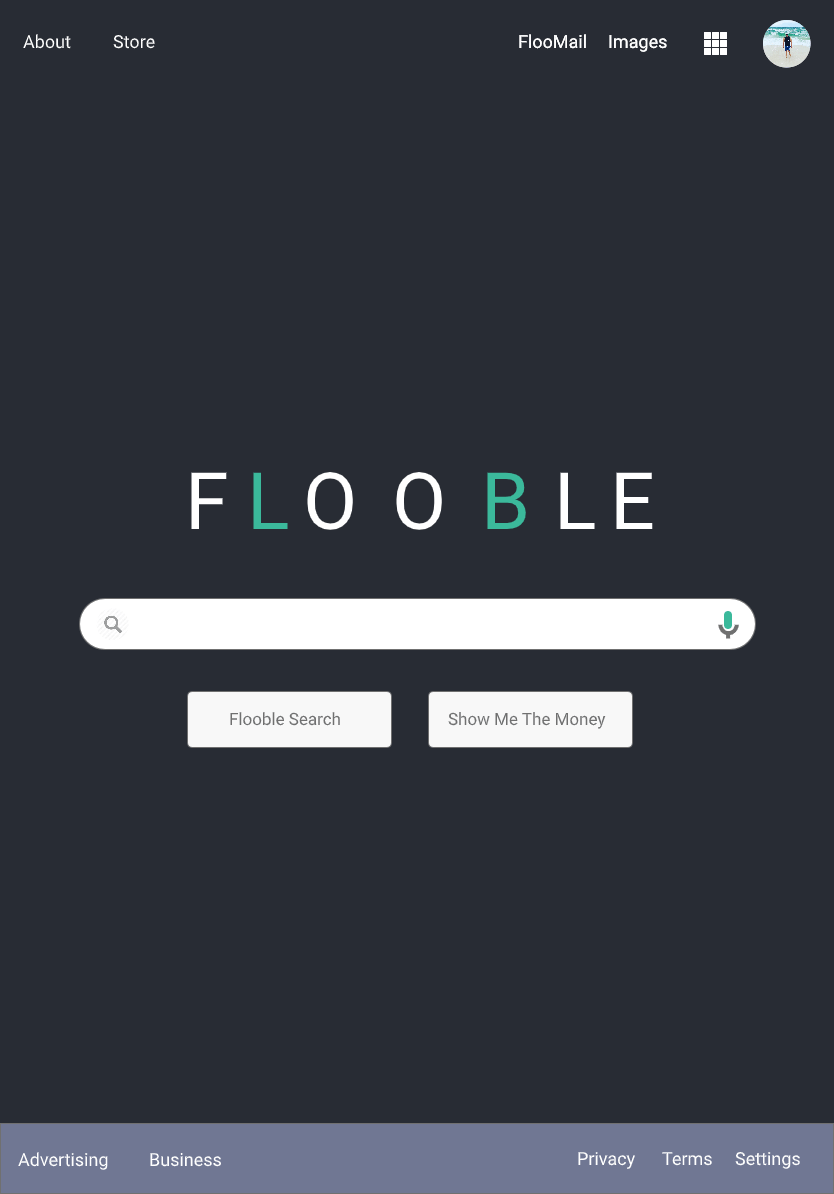 About Store FlooMail Images
FLOOBLE
Flooble Search Show Me The Money
Advertising Business Privacy Terms Settings